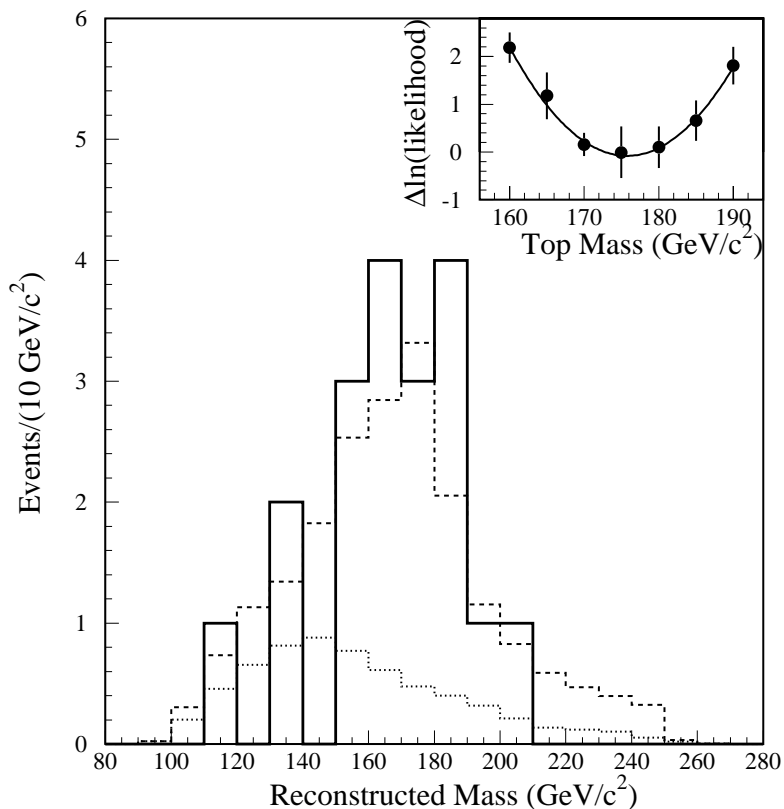 6
5
4
3
2
1
0
Events/(10 GeV/c²)
80 100 120 140 160 180 200 220 240 260 280
Reconstructed Mass (GeV/c²)
2
1
0
-1
Δln(likelihood)
160 170 180 190
Top Mass (GeV/c²)